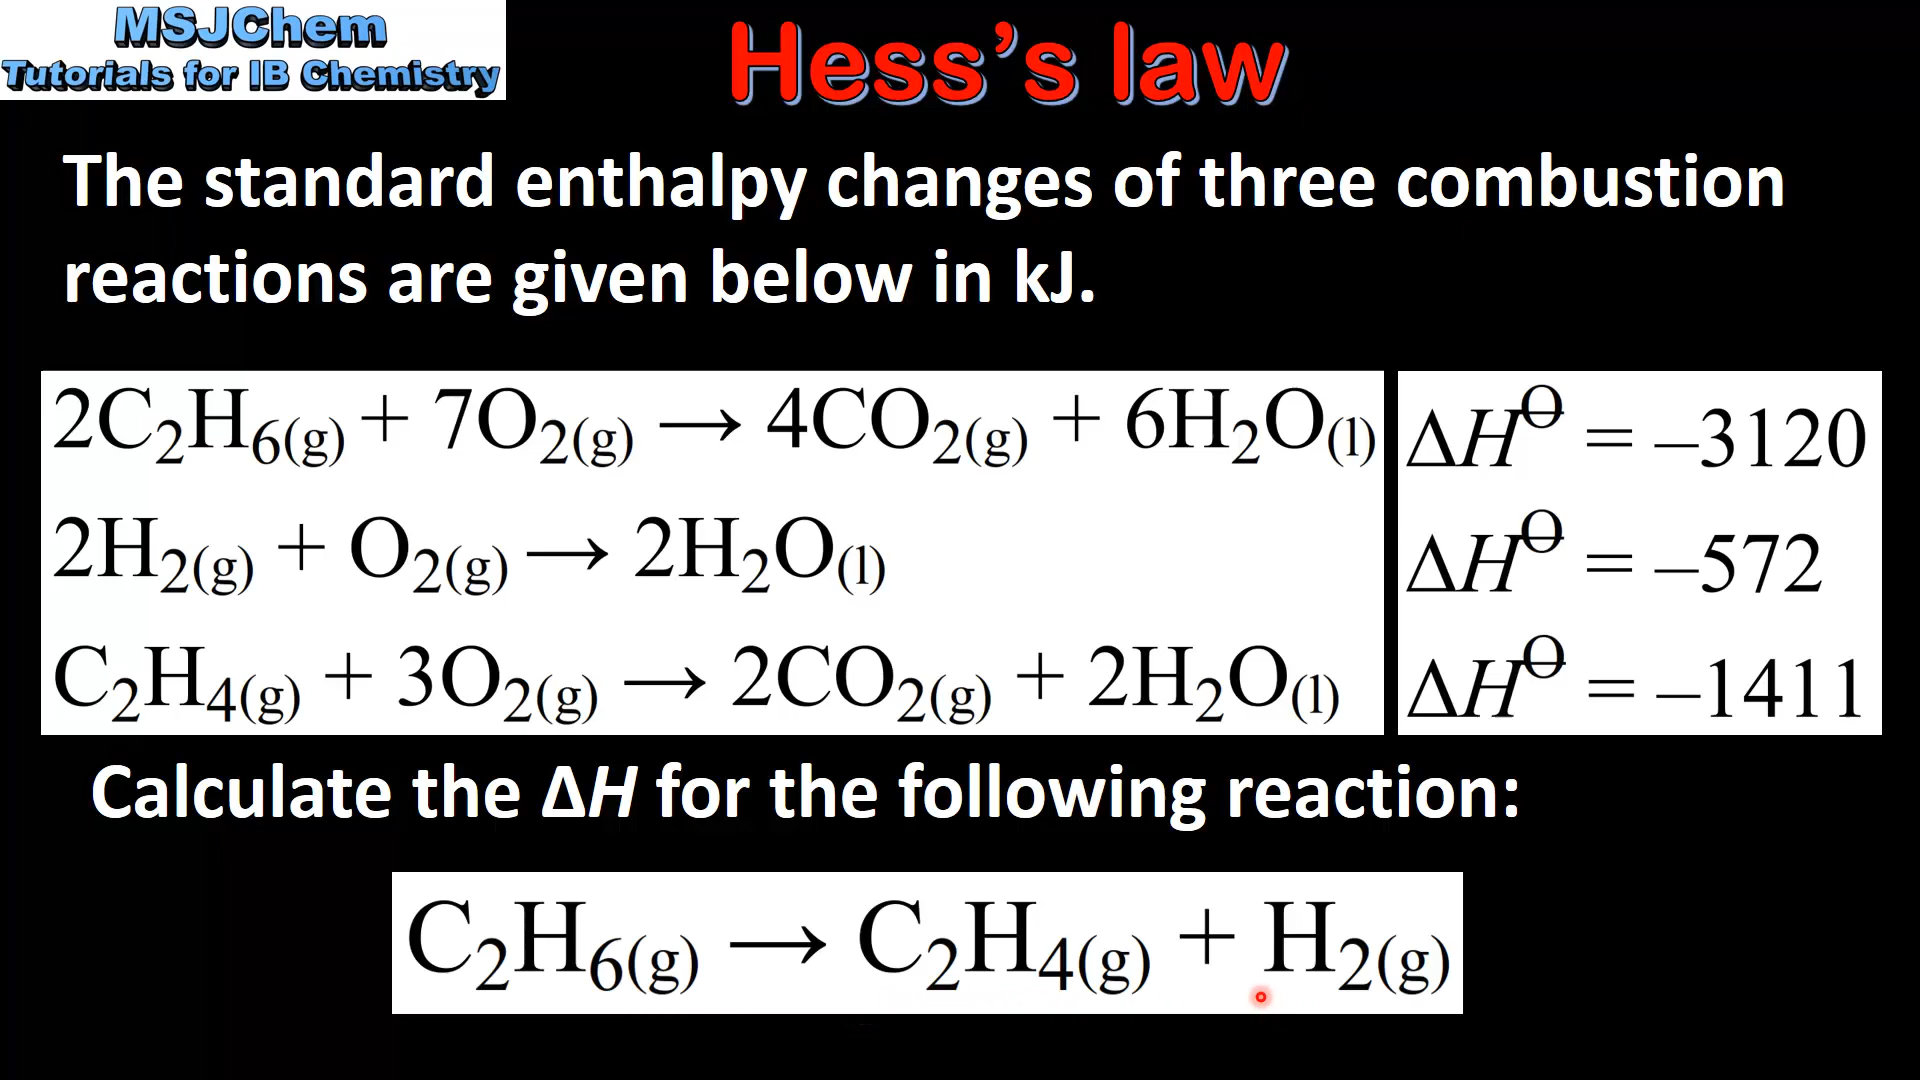 MSJChem
Tutorials for IB Chemistry
Hess’s law
The standard enthalpy changes of three combustion
reactions are given below in kJ.
2C₂H₆₍g₎ + 7O₂₍g₎ → 4CO₂₍g₎ + 6H₂O₍l₎ ΔH⊖ = –3120
2H₂₍g₎ + O₂₍g₎ → 2H₂O₍l₎ ΔH⊖ = –572
C₂H₄₍g₎ + 3O₂₍g₎ → 2CO₂₍g₎ + 2H₂O₍l₎ ΔH⊖ = –1411
Calculate the ΔH for the following reaction:
C₂H₆₍g₎ → C₂H₄₍g₎ + H₂₍g₎